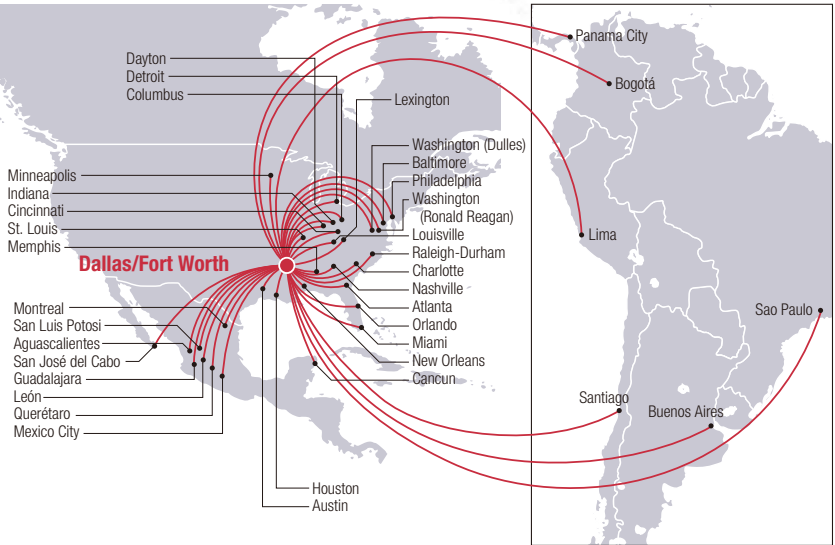 Panama City
Bogotá
Lima
Sao Paulo
Santiago
Buenos Aires
Dayton
Detroit
Columbus
Lexington
Washington (Dulles)
Baltimore
Philadelphia
Washington
(Ronald Reagan)
Louisville
Raleigh-Durham
Charlotte
Nashville
Atlanta
Orlando
Miami
New Orleans
Cancun
Minneapolis
Indiana
Cincinnati
St. Louis
Memphis
Dallas/Fort Worth
Montreal
San Luis Potosi
Aguascalientes
San José del Cabo
Guadalajara
León
Querétaro
Mexico City
Houston
Austin